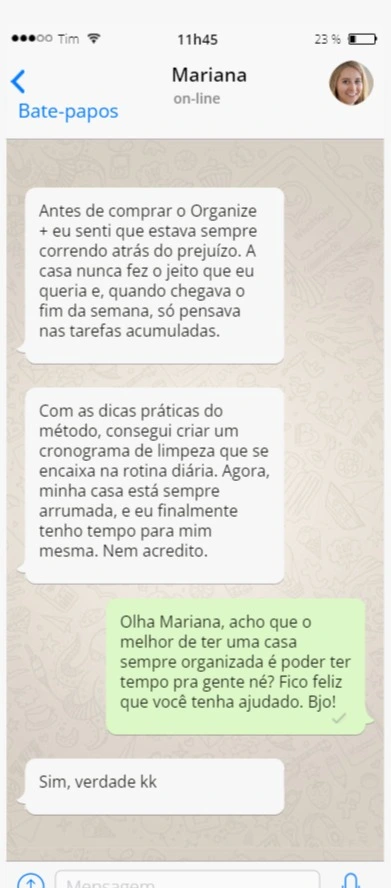 Tim 11h45 23 %
Mariana
on-line
Bate-papos
Antes de comprar o Organize
+ eu senti que estava sempre
correndo atrás do prejuízo. A
casa nunca fez o jeito que eu
queria e, quando chegava o
fim da semana, só pensava
nas tarefas acumuladas.
Com as dicas práticas do
método, consegui criar um
cronograma de limpeza que se
encaixa na rotina diária. Agora,
minha casa está sempre
arrumada, e eu finalmente
tenho tempo para mim
mesma. Nem acredito.
Olha Mariana, acho que o
melhor de ter uma casa
sempre organizada é poder ter
tempo pra gente né? Fico feliz
que você tenha ajudado. Bjo!
Sim, verdade kk
Mensagem